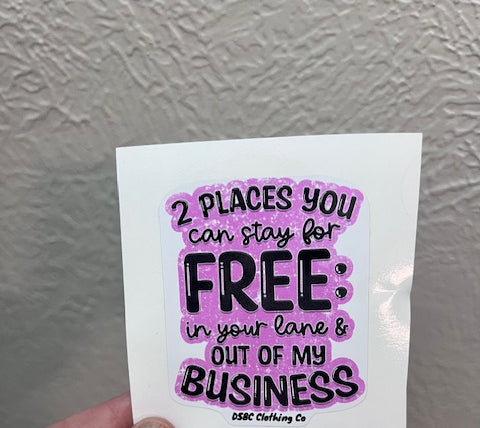 2 PLACES YOU
can stay for
FREE:
in your lane &
OUT OF MY
BUSINESS
DSBC Clothing Co